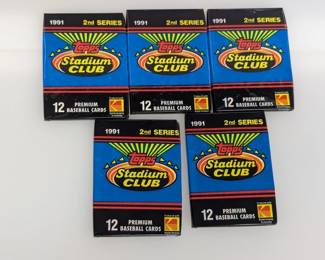 1991 2nd SERIES
Topps
Stadium
CLUB
12 PREMIUM
BASEBALL CARDS
1991 2nd SERIES
Topps
Stadium
CLUB
12 PREMIUM
BASEBALL CARDS
1991 2nd SERIES
Topps
Stadium
CLUB
12 PREMIUM
BASEBALL CARDS
1991 2nd SERIES
Topps
Stadium
CLUB
12 PREMIUM
BASEBALL CARDS
1991 2nd SERIES
Topps
Stadium
CLUB
12 PREMIUM
BASEBALL CARDS